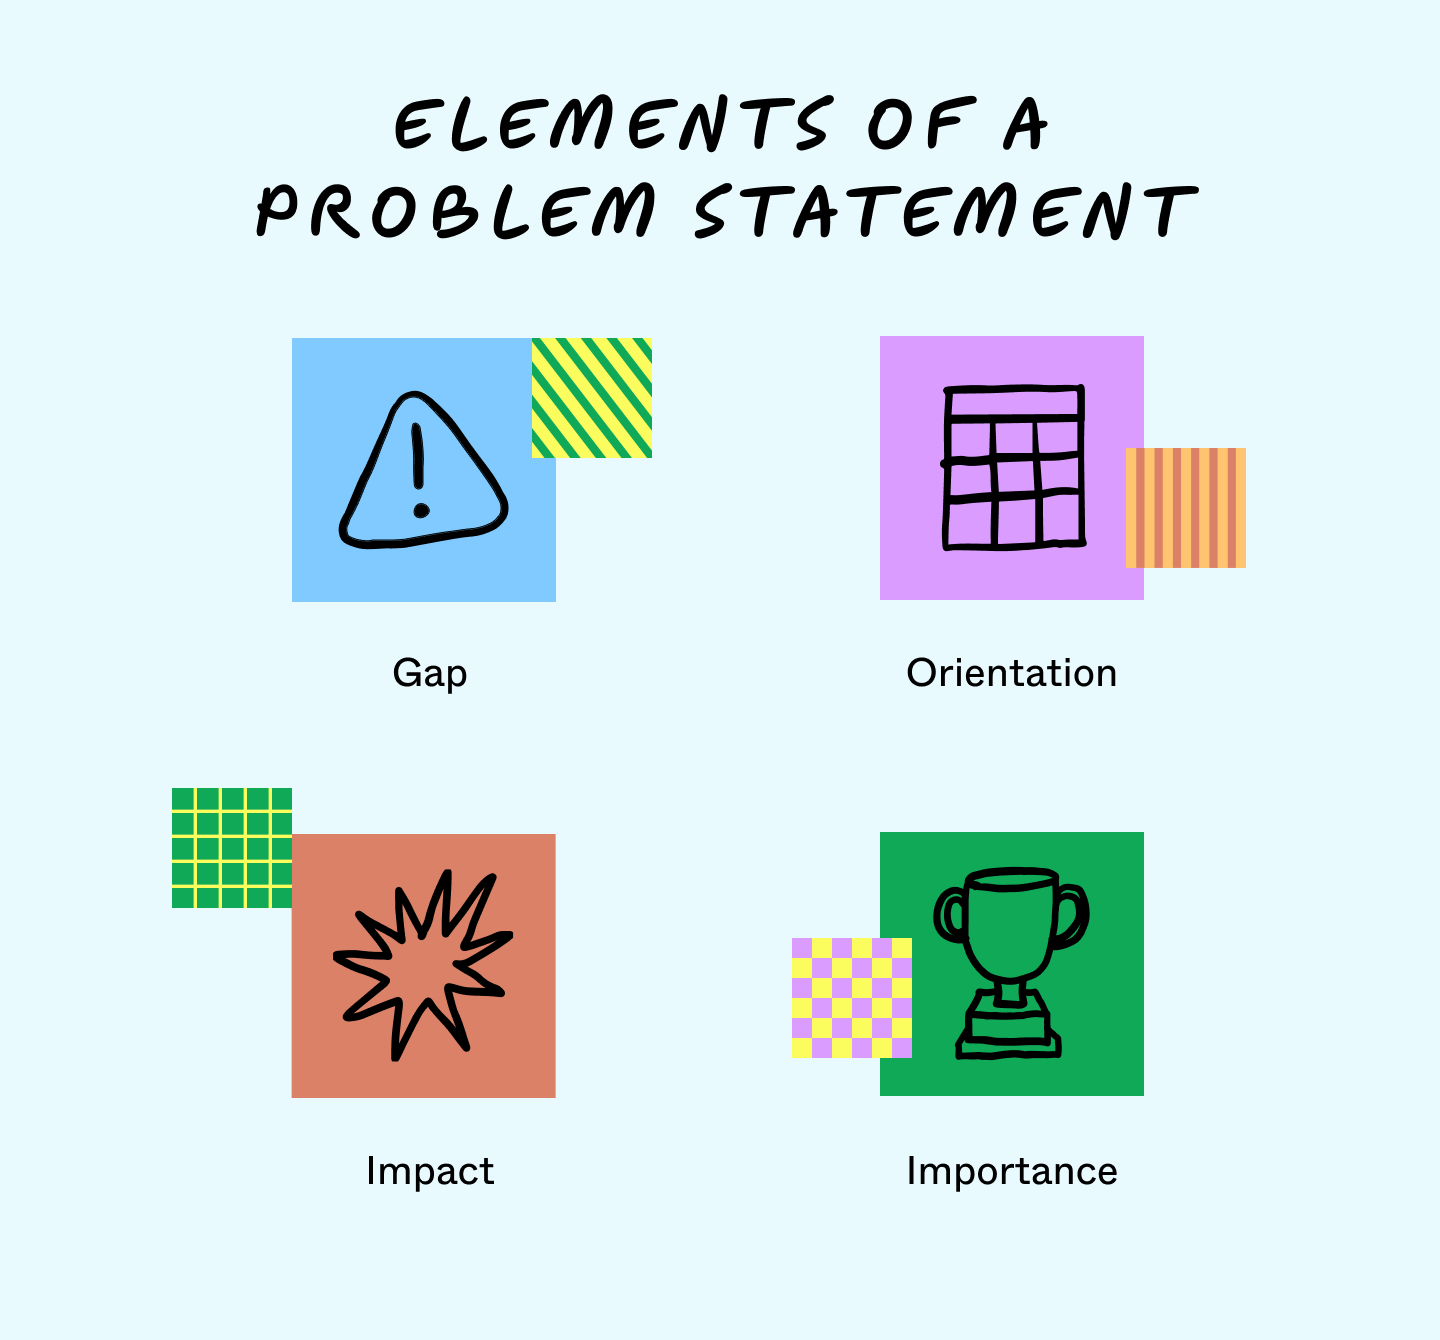 ELEMENTS OF A
PROBLEM STATEMENT
Gap
Orientation
Impact
Importance